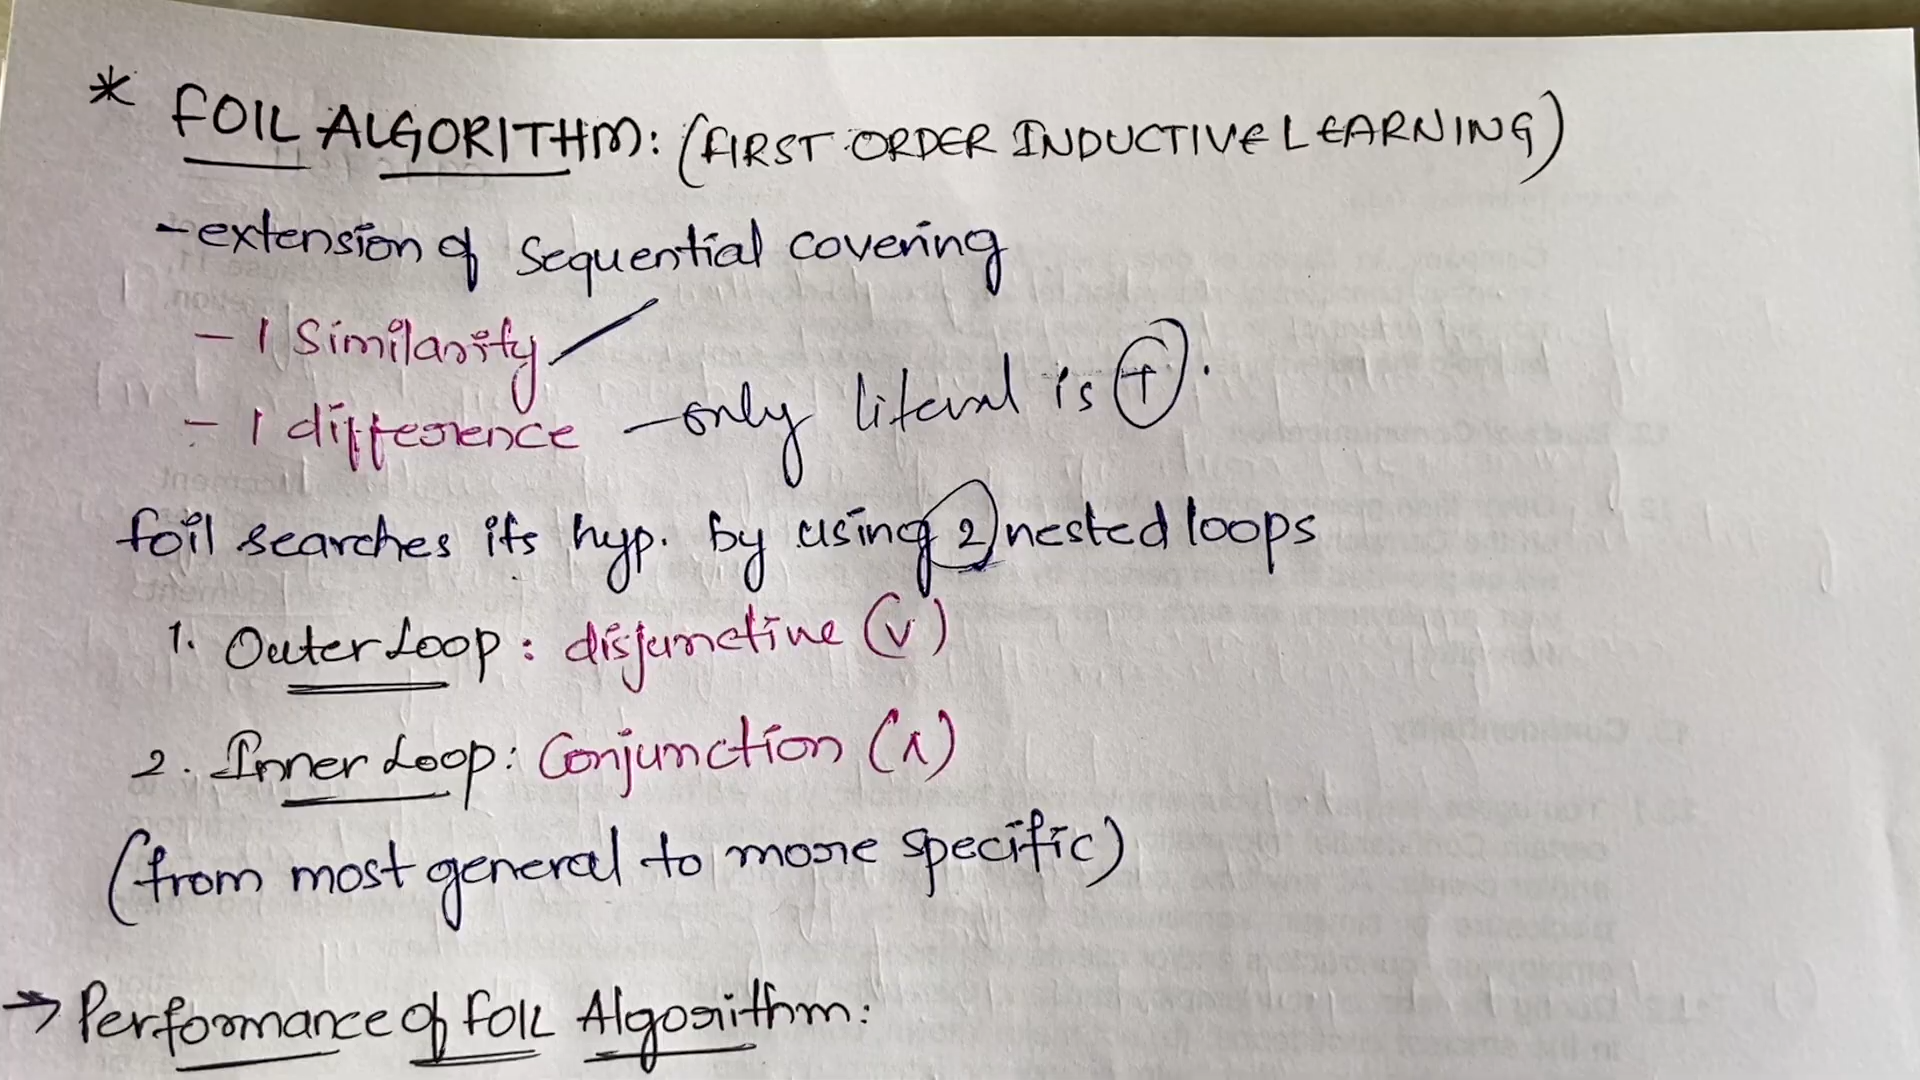 * FOIL ALGORITHM: (FIRST ORDER INDUCTIVE LEARNING)
- extension of sequential covering
- 1 Similarity
- 1 difference - only literal is +.
foil searches its hyp. by using 2 nested loops
1. Outer Loop: disjunctive (v)
2. Inner Loop: Conjunction (∧)
(from most general to more specific)
→ Performance of FOIL Algorithm: